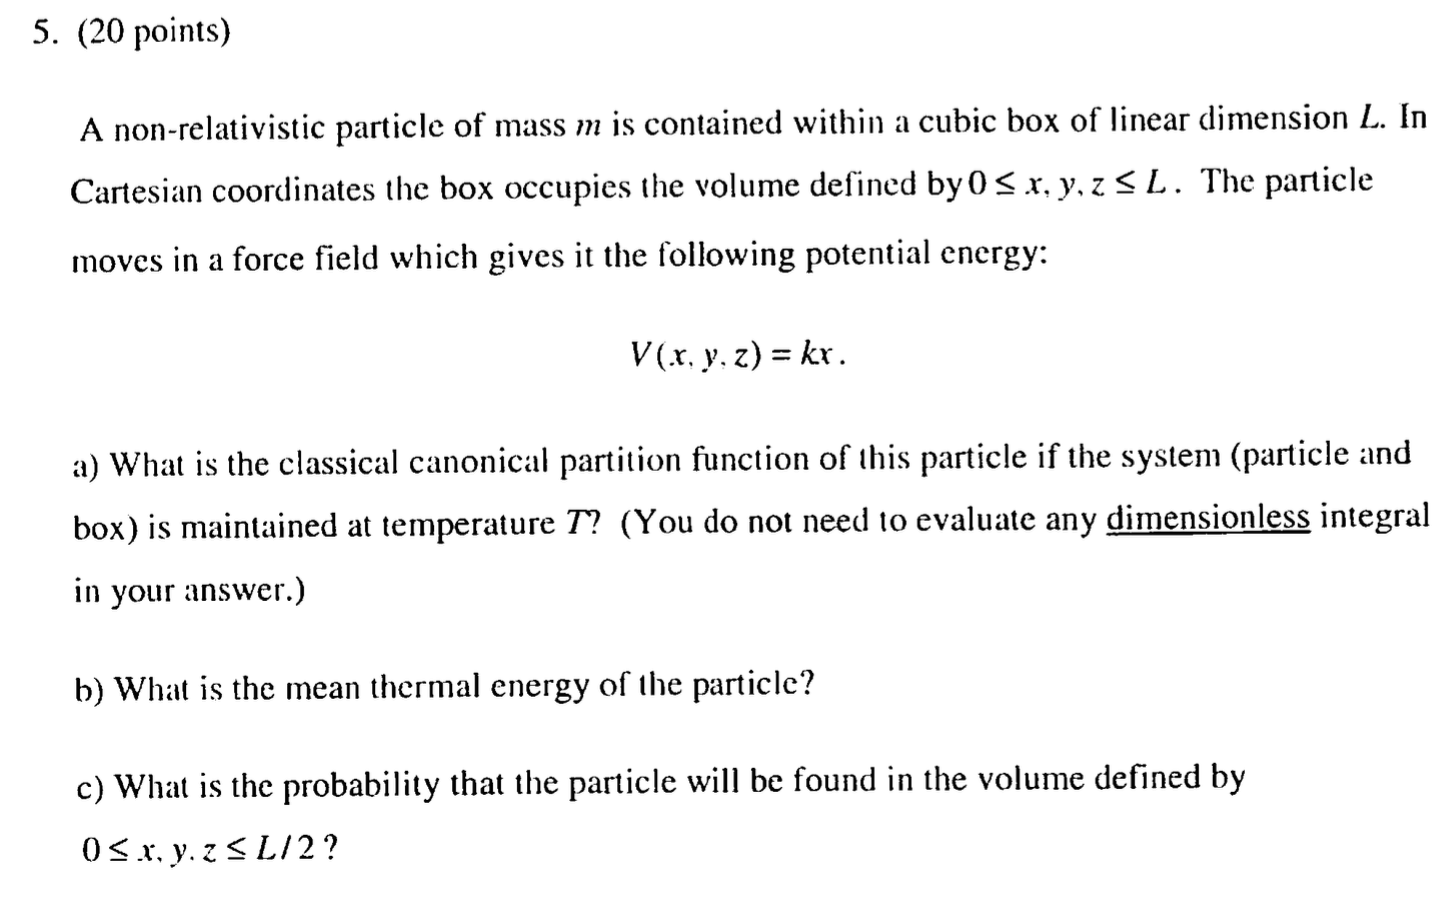 5. (20 points)
A non-relativistic particle of mass m is contained within a cubic box of linear dimension L. In
Cartesian coordinates the box occupies the volume defined by 0 ≤ x, y, z ≤ L. The particle
moves in a force field which gives it the following potential energy:
V(x, y, z) = kx.
a) What is the classical canonical partition function of this particle if the system (particle and
box) is maintained at temperature T? (You do not need to evaluate any dimensionless integral
in your answer.)
b) What is the mean thermal energy of the particle?
c) What is the probability that the particle will be found in the volume defined by
0 ≤ x, y, z ≤ L/2?